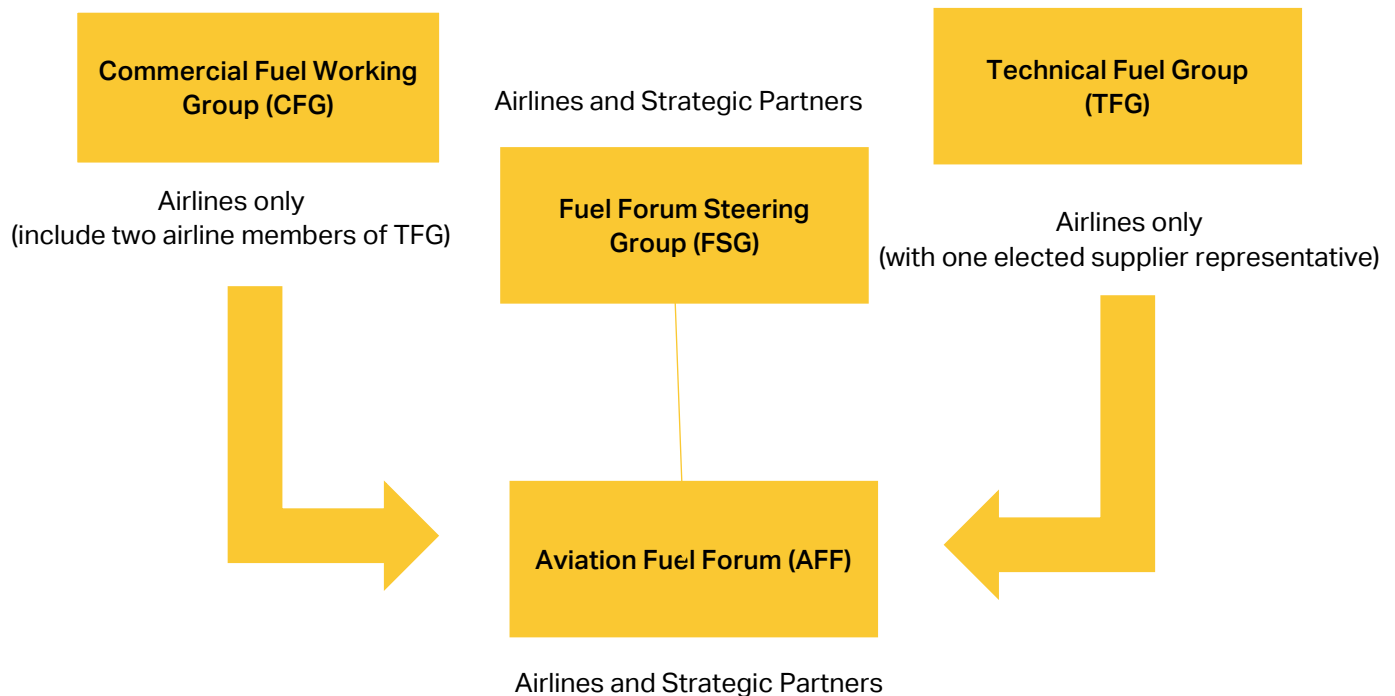 Commercial Fuel Working
Group (CFG)
Airlines only
(include two airline members of TFG)
Airlines and Strategic Partners
Fuel Forum Steering
Group (FSG)
Technical Fuel Group
(TFG)
Airlines only
(with one elected supplier representative)
Aviation Fuel Forum (AFF)
Airlines and Strategic Partners